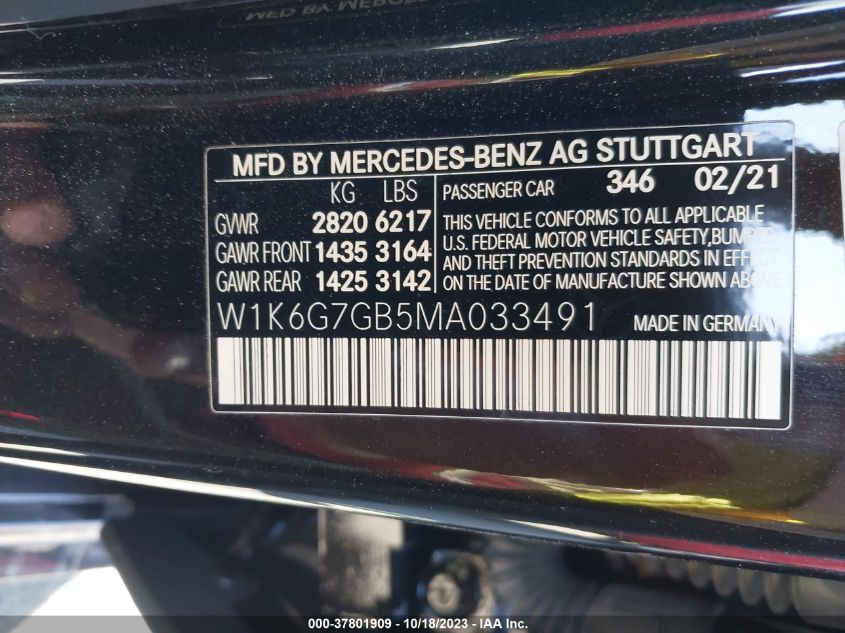 MFD BY MERCEDES-BENZ AG STUTTGART
KG LBS
GVWR 2820 6217
GAWR FRONT 1435 3164
GAWR REAR 1425 3142
PASSENGER CAR 346 02/21
THIS VEHICLE CONFORMS TO ALL APPLICABLE
U.S. FEDERAL MOTOR VEHICLE SAFETY, BUMPER
AND THEFT PREVENTION STANDARDS IN EFFECT
ON THE DATE OF MANUFACTURE SHOWN ABOVE
W1K6G7GB5MA033491 MADE IN GERMANY
000-37801909 - 10/18/2023 - IAA Inc.